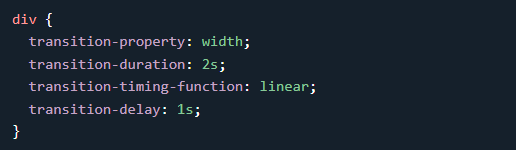 div {
  transition-property: width;
  transition-duration: 2s;
  transition-timing-function: linear;
  transition-delay: 1s;
}